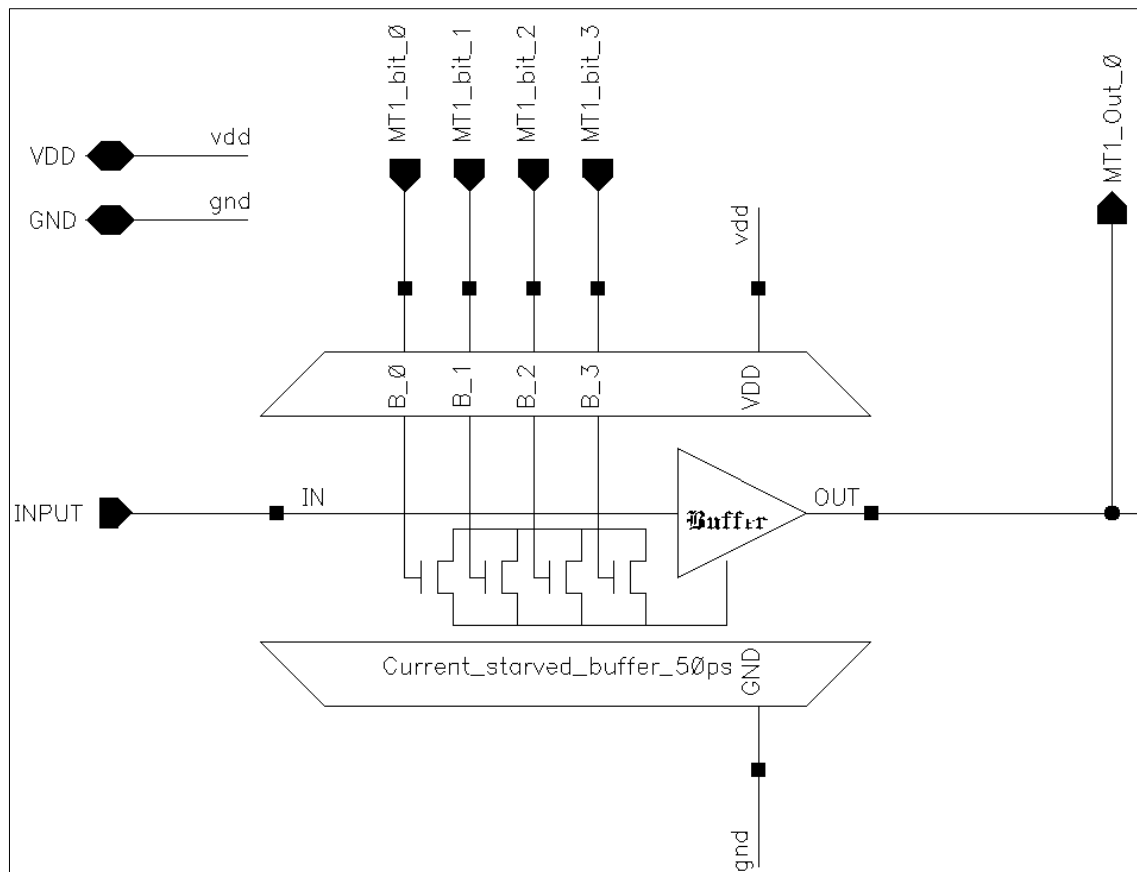 MT1_bit_0
MT1_bit_1
MT1_bit_2
MT1_bit_3
MT1_Out_0
VDD
vdd
GND
gnd
vdd
B_0
B_1
B_2
B_3
VDD
INPUT
IN
Buffer
OUT
Current_starved_buffer_50ps
GND
gnd